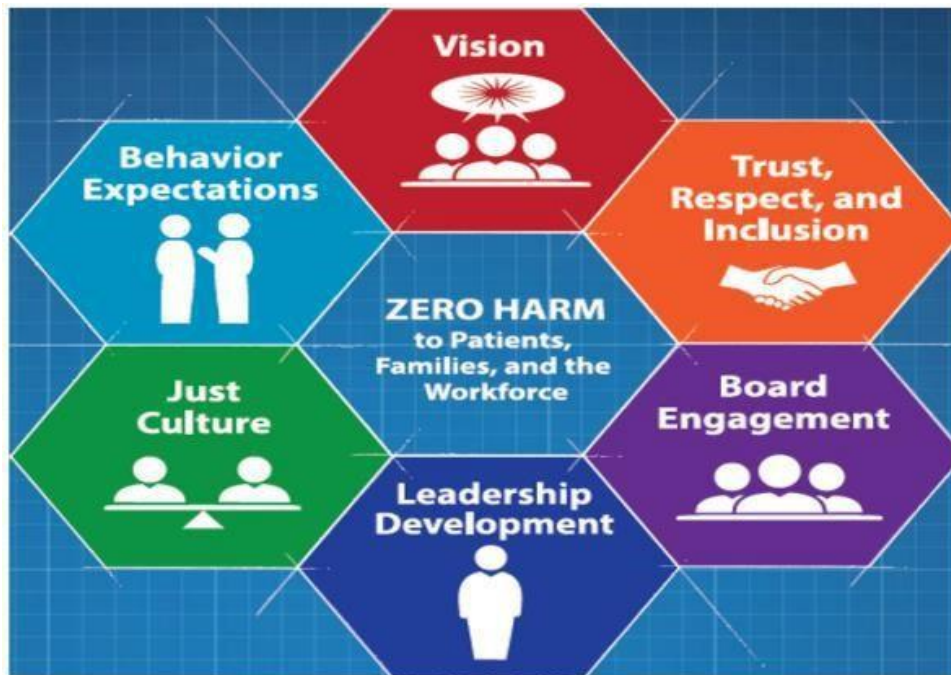 Vision
Behavior
Expectations
Trust,
Respect, and
Inclusion
ZERO HARM
to Patients,
Families, and the
Workforce
Just
Culture
Board
Engagement
Leadership
Development